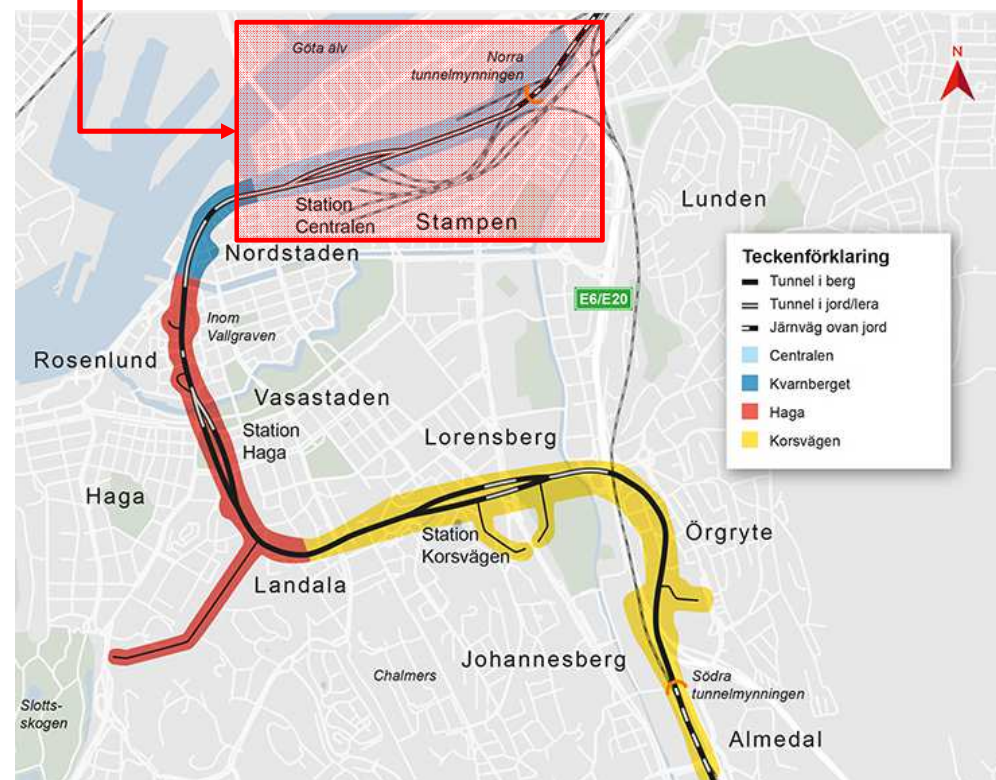 Göta älv
Norra
tunnelmynningen
N
Station
Centralen
Stampen
Lunden
Nordstaden
E6/E20
Teckenförklaring
Tunnel i berg
Tunnel i jord/lera
Järnväg ovan jord
Centralen
Kvarnberget
Haga
Korsvägen
Inom
Vallgraven
Rosenlund
Vasastaden
Station
Haga
Lorensberg
Haga
Station
Korsvägen
Örgryte
Landala
Johannesberg
Chalmers
Södra
tunnelmynningen
Slotts-
skogen
Almedal